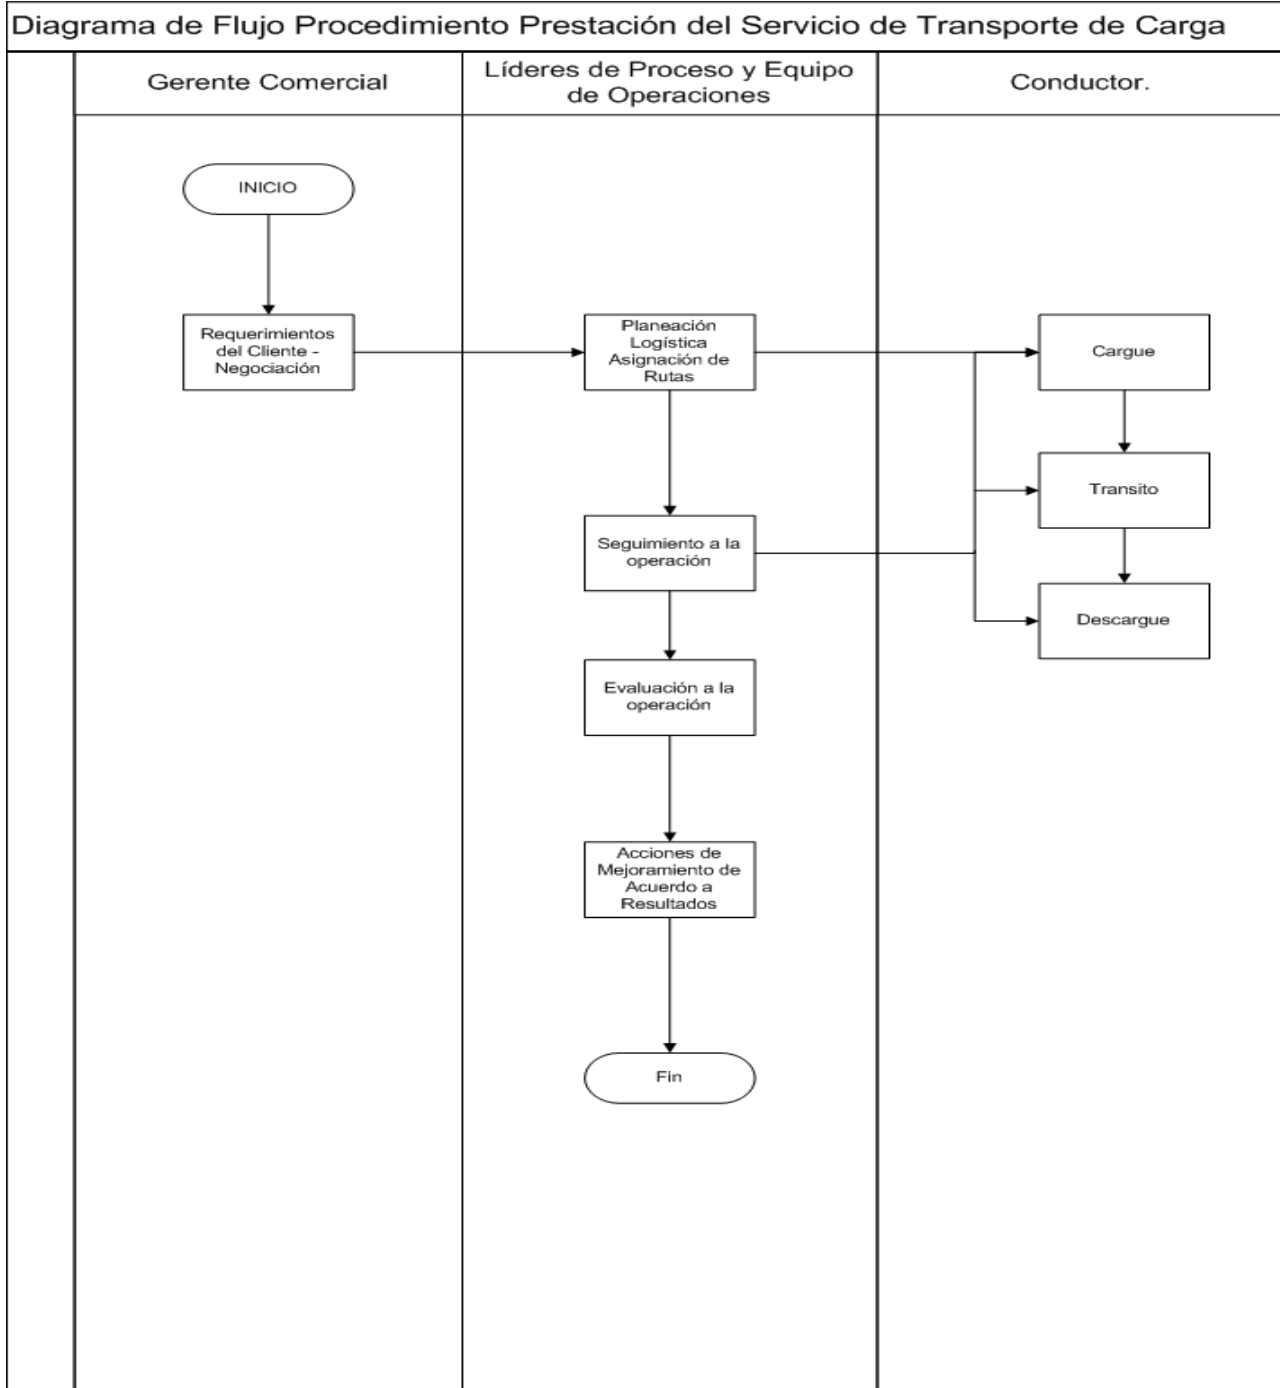 Diagrama de Flujo Procedimiento Prestación del Servicio de Transporte de Carga
Gerente Comercial
Líderes de Proceso y Equipo
de Operaciones
Conductor.
INICIO
Requerimientos
del Cliente -
Negociación
Planeación
Logística
Asignación de
Rutas
Cargue
Transito
Seguimiento a la
operación
Descargue
Evaluación a la
operación
Acciones de
Mejoramiento de
Acuerdo a
Resultados
Fin